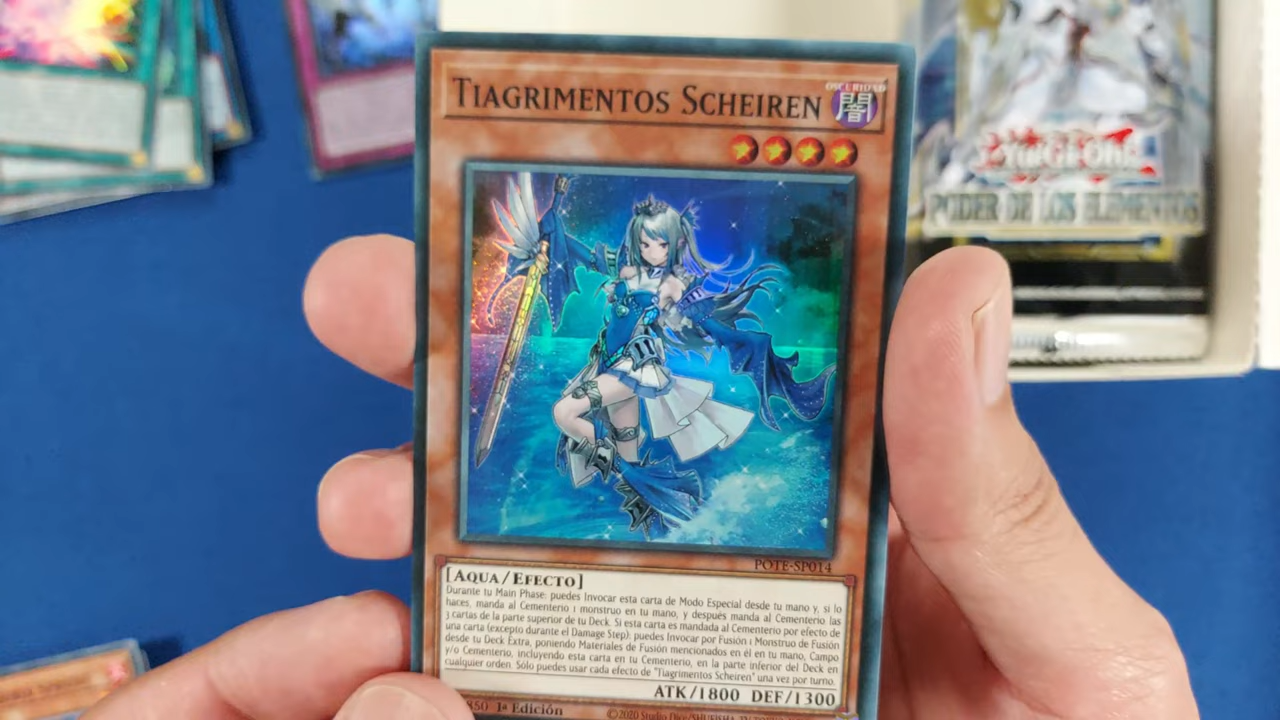 TIAGRIMENTOS SCHEIREN
OSCURIDAD
闇
YU-GI-OH!
PODER DE LOS ELEMENTOS
POTE-SP014
[AQUA/EFECTO]
Durante tu Main Phase: puedes Invocar esta carta de Modo Especial desde tu mano y, si lo
haces, manda al Cementerio 1 monstruo en tu mano, y después manda al Cementerio las
3 cartas de la parte superior de tu Deck. Si esta carta es mandada al Cementerio por efecto de
una carta (excepto durante el Damage Step): puedes Invocar por Fusión 1 Monstruo de Fusión
desde tu Deck Extra, poniendo Materiales de Fusión mencionados en él en tu mano, Campo
y/o Cementerio, incluyendo esta carta en tu Cementerio, en la parte inferior del Deck en
cualquier orden. Sólo puedes usar cada efecto de "Tiagrimentos Scheiren" una vez por turno.
ATK/1800 DEF/1300
850 1ª Edición
©2020 Studio Dice/SHUEISHA